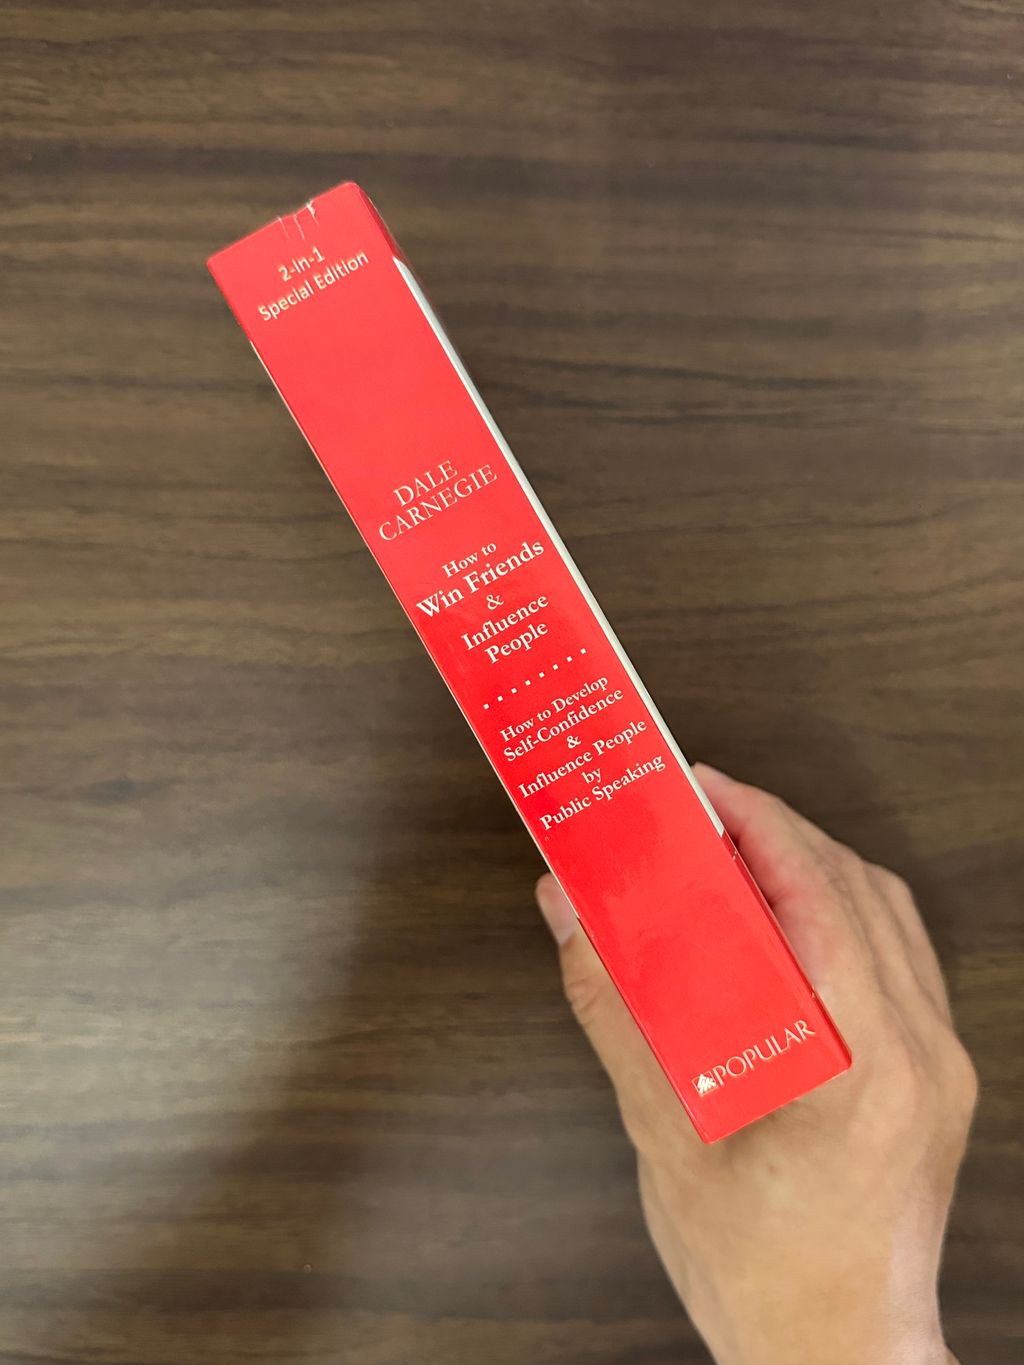 2-in-1
Special Edition
DALE
CARNEGIE
How to
Win Friends
&
Influence
People
How to Develop
Self-Confidence
&
Influence People
by
Public Speaking
POPULAR